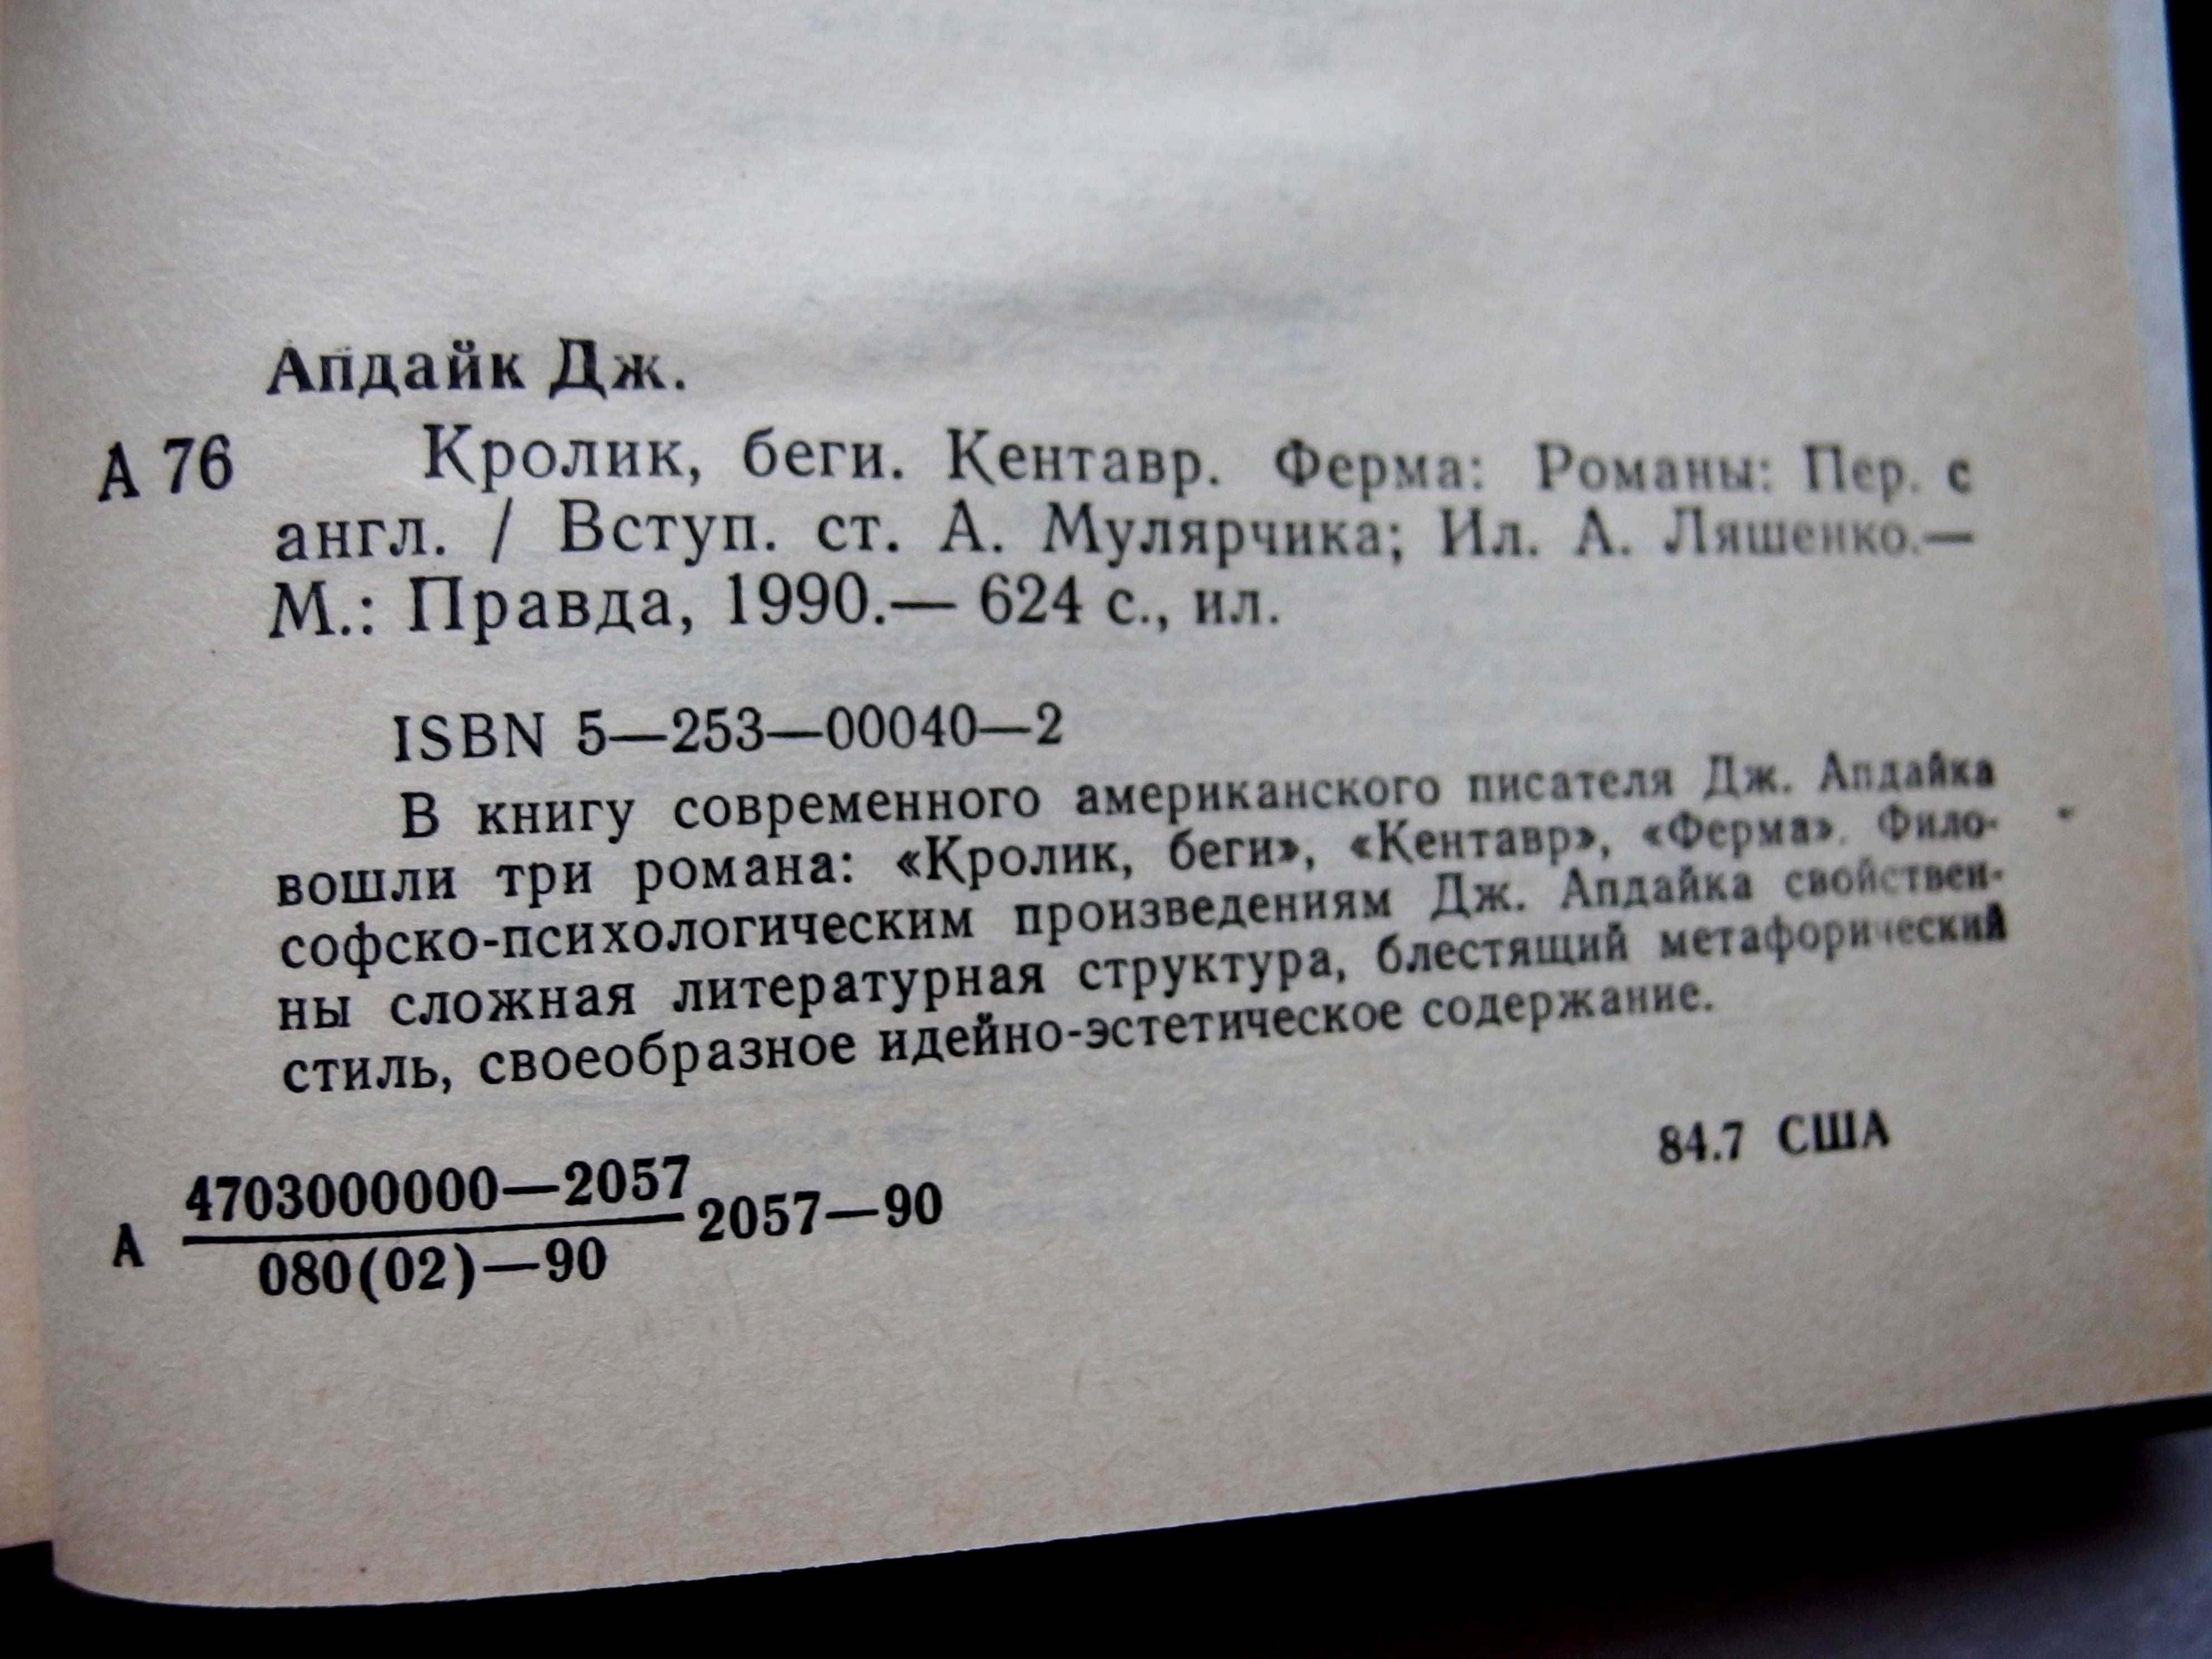 Апдайк Дж.
А 76 Кролик, беги. Кентавр. Ферма: Романы: Пер. с
англ. / Вступ. ст. А. Мулярчика; Ил. А. Ляшенко.—
М.: Правда, 1990.— 624 с., ил.
ISBN 5—253—00040—2
В книгу современного американского писателя Дж. Апдайка
вошли три романа: «Кролик, беги», «Кентавр», «Ферма». Фило-
софско-психологическим произведениям Дж. Апдайка свойствен-
ны сложная литературная структура, блестящий метафорический
стиль, своеобразное идейно-эстетическое содержание.
84.7 США
4703000000—2057
А 2057—90
080(02)—90